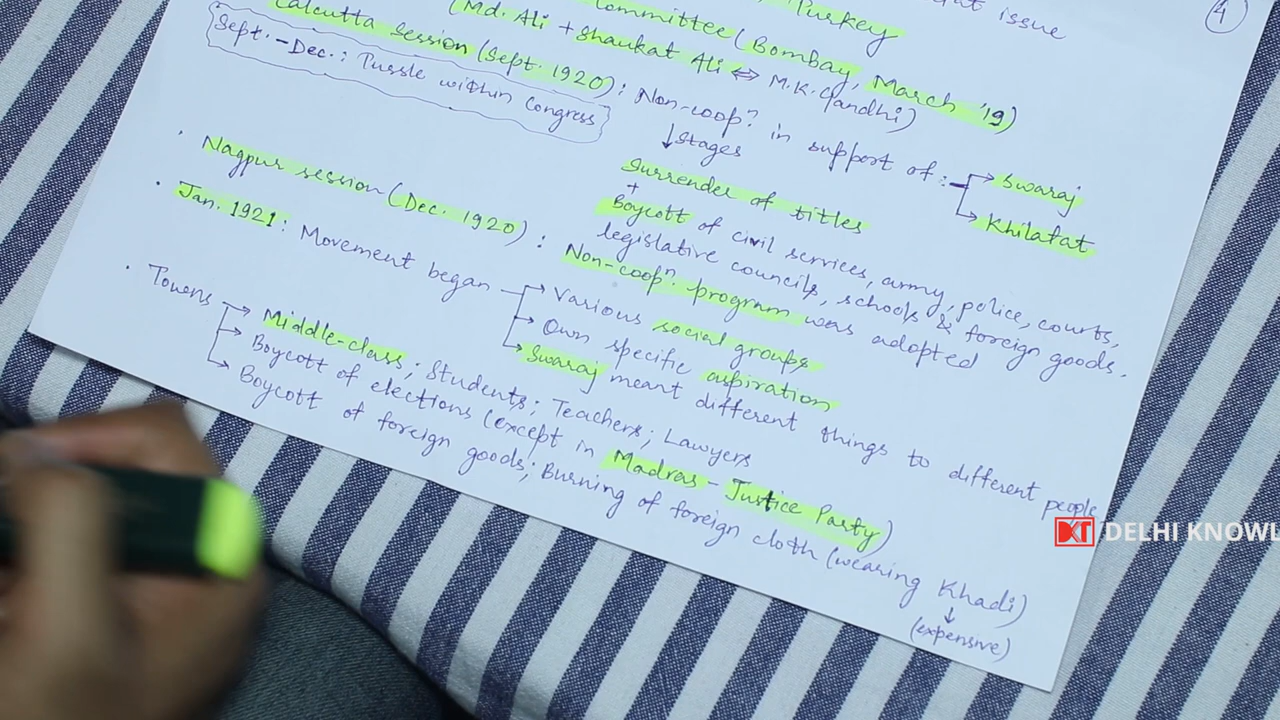 issue
4
Turkey
Committee (Bombay, March '19)
(Md. Ali + Shaukat Ali ⇔ M.K. Gandhi)
Calcutta Session (Sept. 1920) : Non-coop? in support of : → Swaraj
→ Khilafat
Sept. - Dec. : Pussle within Congress
↓ Stages
Surrender of titles
+
Boycott of civil services, army, police, courts,
legislative councils, schools & foreign goods.
· Nagpur session (Dec. 1920) : Non-coopn. program was adopted
· Jan. 1921 : Movement began → Various social groups
→ Own specific aspiration
→ Swaraj meant different things to different people
· Towns → Middle-class ; Students ; Teachers ; Lawyers
→ Boycott of elections (except in Madras - Justice Party)
→ Boycott of foreign goods ; Burning of foreign cloth (wearing Khadi)
↓
(expensive)
DELHI KNOWL